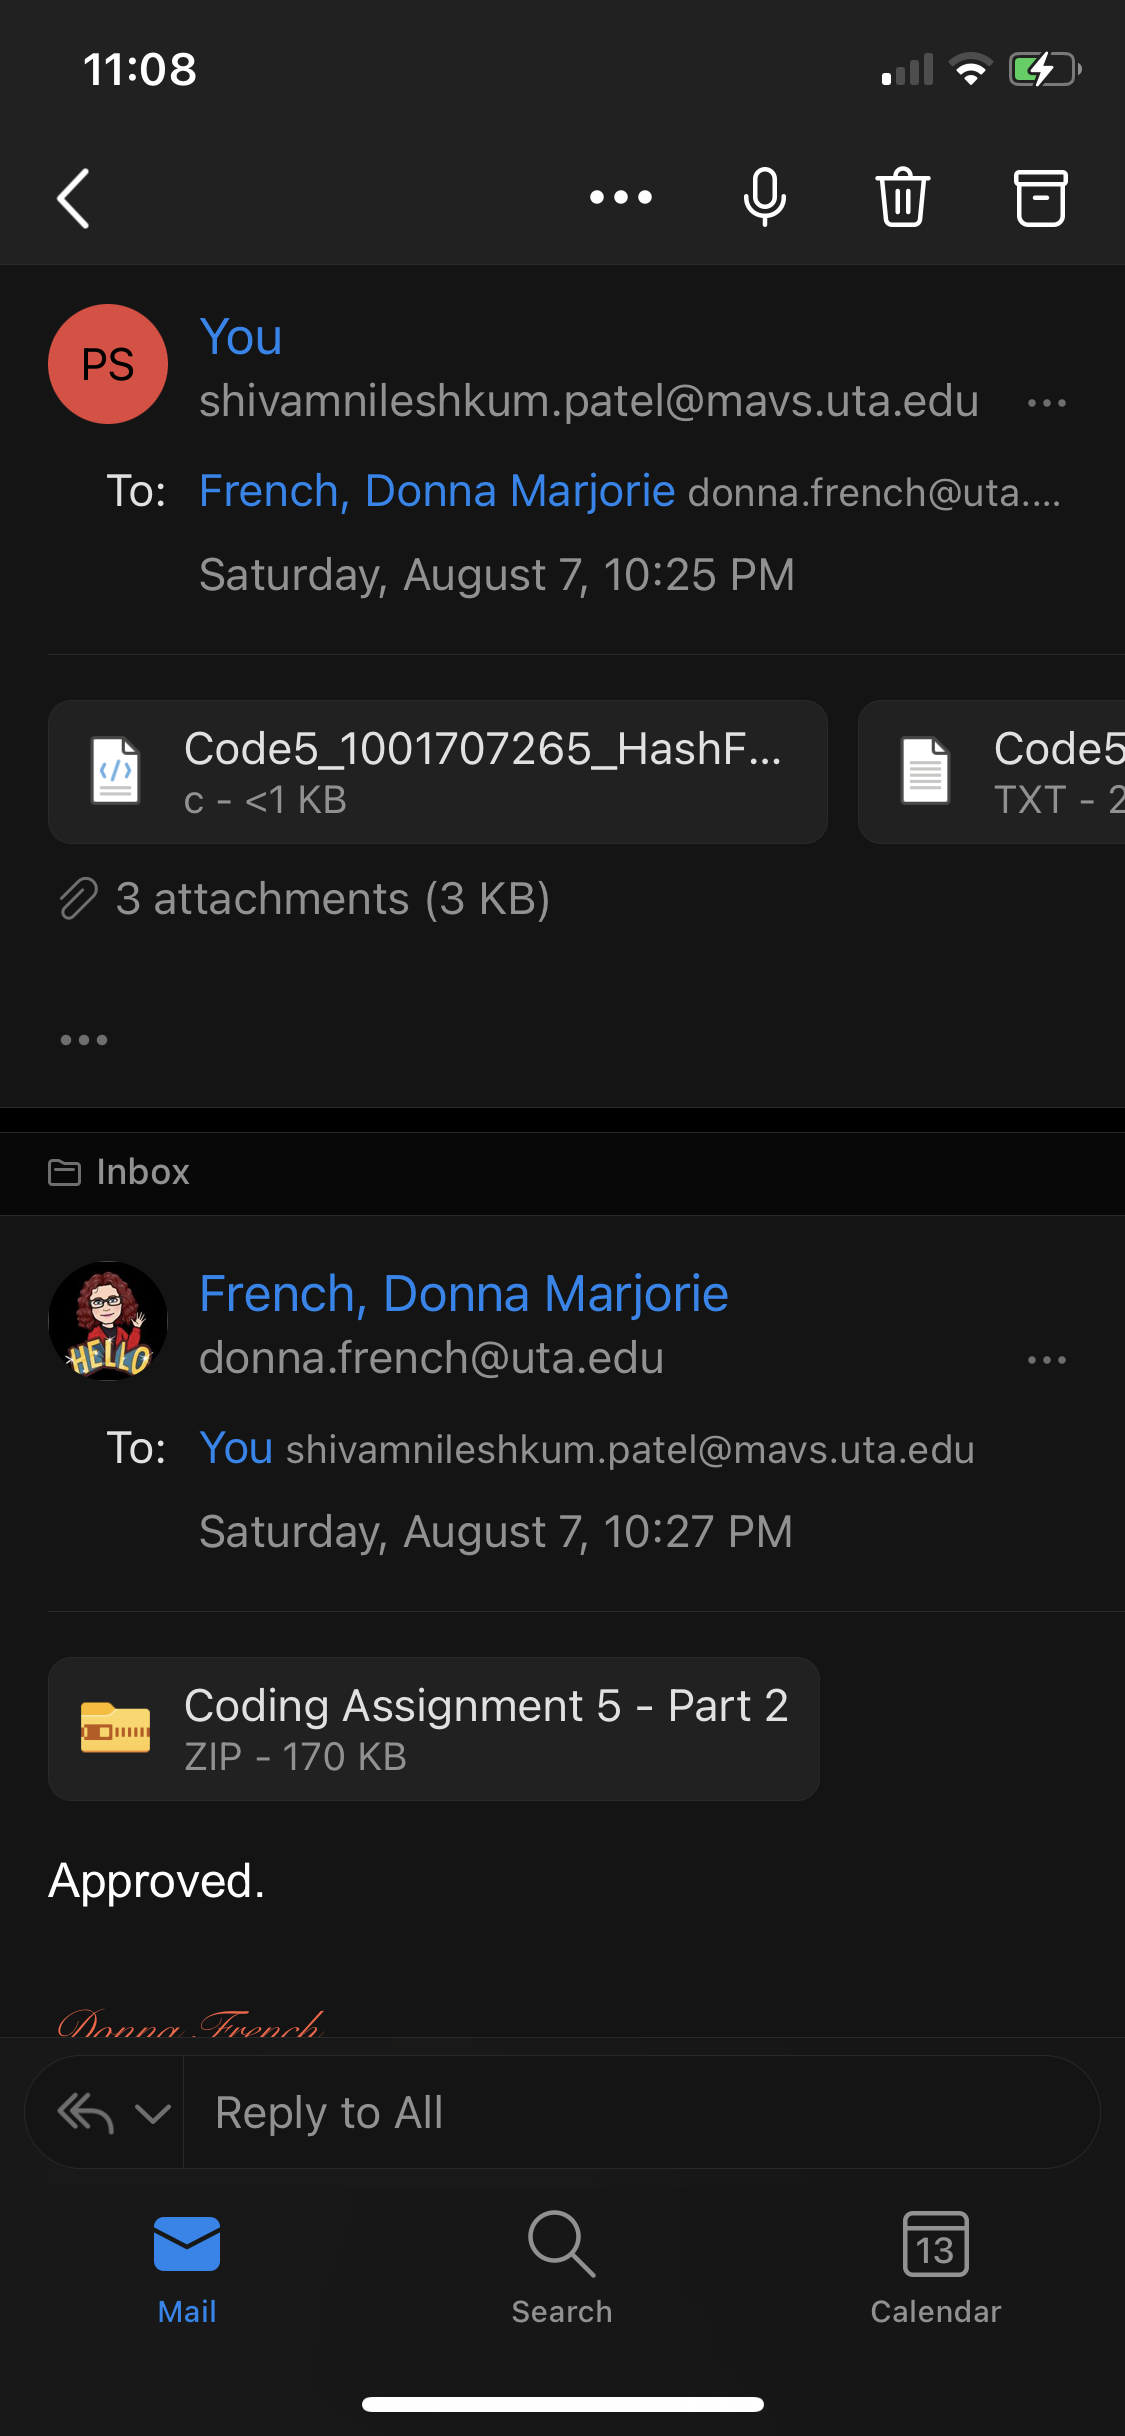 11:08
PS
You
shivamnileshkum.patel@mavs.uta.edu
To: French, Donna Marjorie donna.french@uta....
Saturday, August 7, 10:25 PM
Code5_1001707265_HashF...
c - <1 KB
Code5
TXT - 2
3 attachments (3 KB)
Inbox
French, Donna Marjorie
donna.french@uta.edu
HELLO
To: You shivamnileshkum.patel@mavs.uta.edu
Saturday, August 7, 10:27 PM
Coding Assignment 5 - Part 2
ZIP - 170 KB
Approved.
Donna French
Reply to All
13
Mail
Search
Calendar